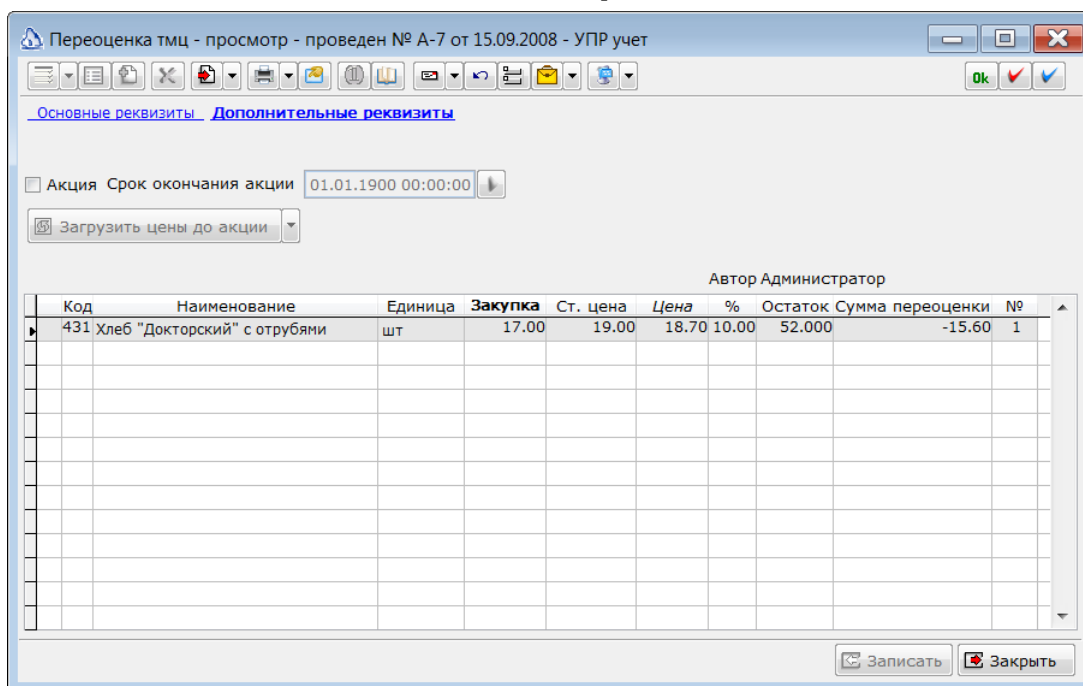 Переоценка тмц - просмотр - проведен № А-7 от 15.09.2008 - УПР учет
Ok
Основные реквизиты Дополнительные реквизиты
Акция Срок окончания акции 01.01.1900 00:00:00
Загрузить цены до акции
Автор Администратор
Код Наименование Единица Закупка Ст. цена Цена % Остаток Сумма переоценки №
431 Хлеб "Докторский" с отрубями шт 17.00 19.00 18.70 10.00 52.000 -15.60 1
Записать Закрыть